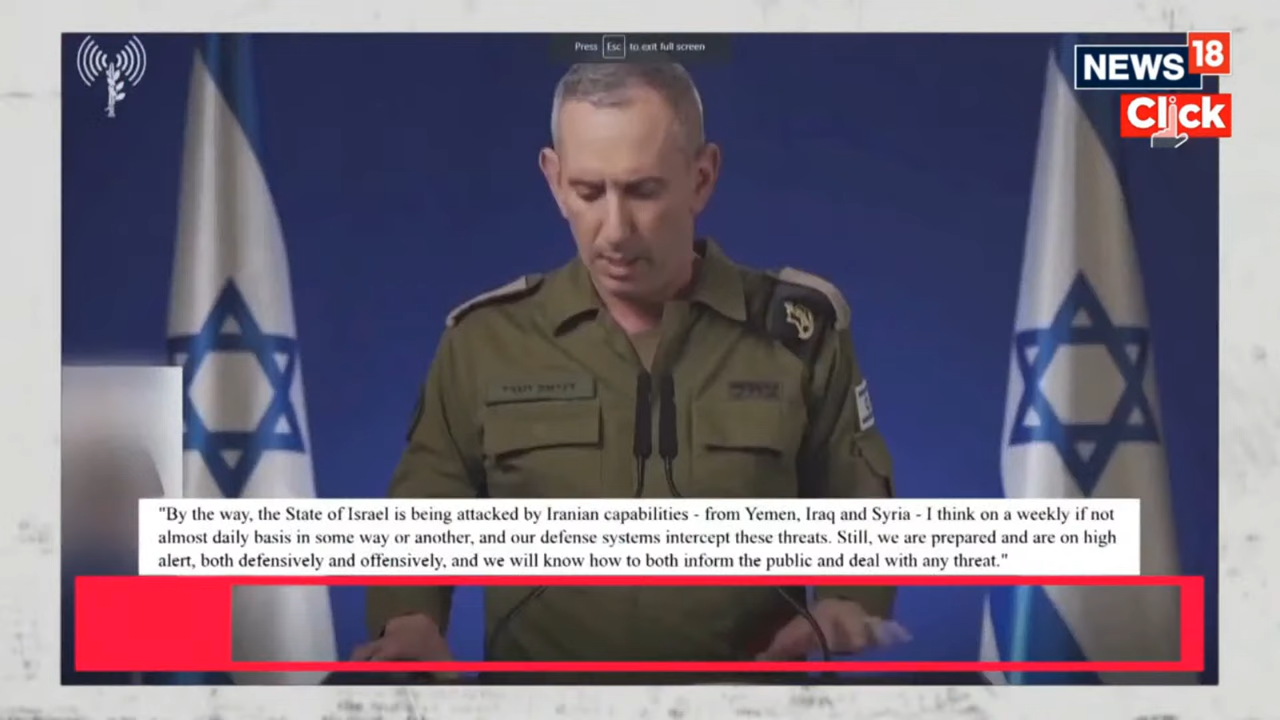 Press Esc to exit full screen
NEWS 18
Click
"By the way, the State of Israel is being attacked by Iranian capabilities - from Yemen, Iraq and Syria - I think on a weekly if not
almost daily basis in some way or another, and our defense systems intercept these threats. Still, we are prepared and are on high
alert, both defensively and offensively, and we will know how to both inform the public and deal with any threat."